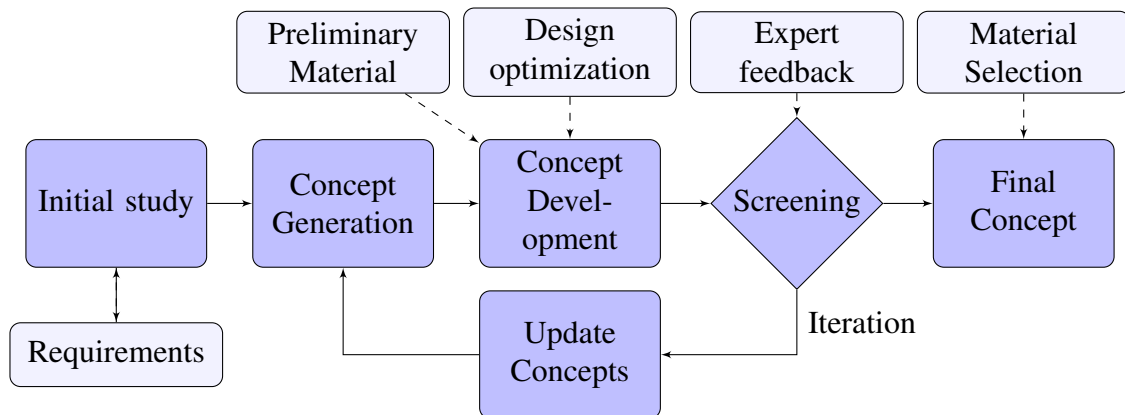 Preliminary
Material
Design
optimization
Expert
feedback
Material
Selection
Initial study
Concept
Generation
Concept
Devel-
opment
Screening
Final
Concept
Requirements
Update
Concepts
Iteration